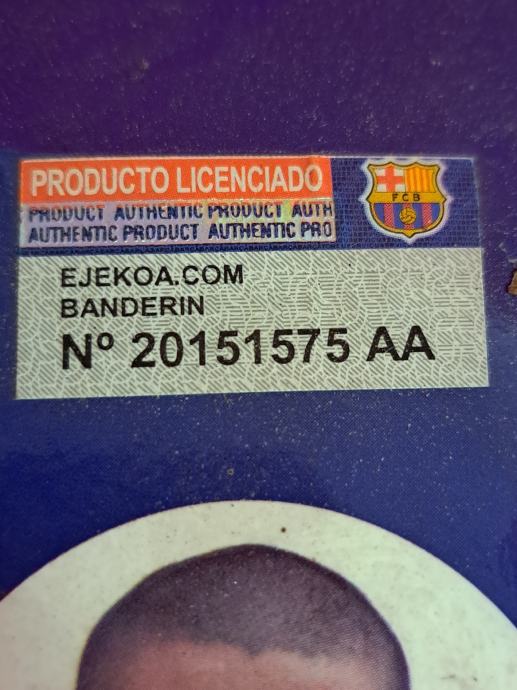 PRODUCTO LICENCIADO
PRODUCT AUTHENTIC PRODUCT AUTH
AUTHENTIC PRODUCT AUTHENTIC PRO
FCB
EJEKOA.COM
BANDERIN
Nº 20151575 AA